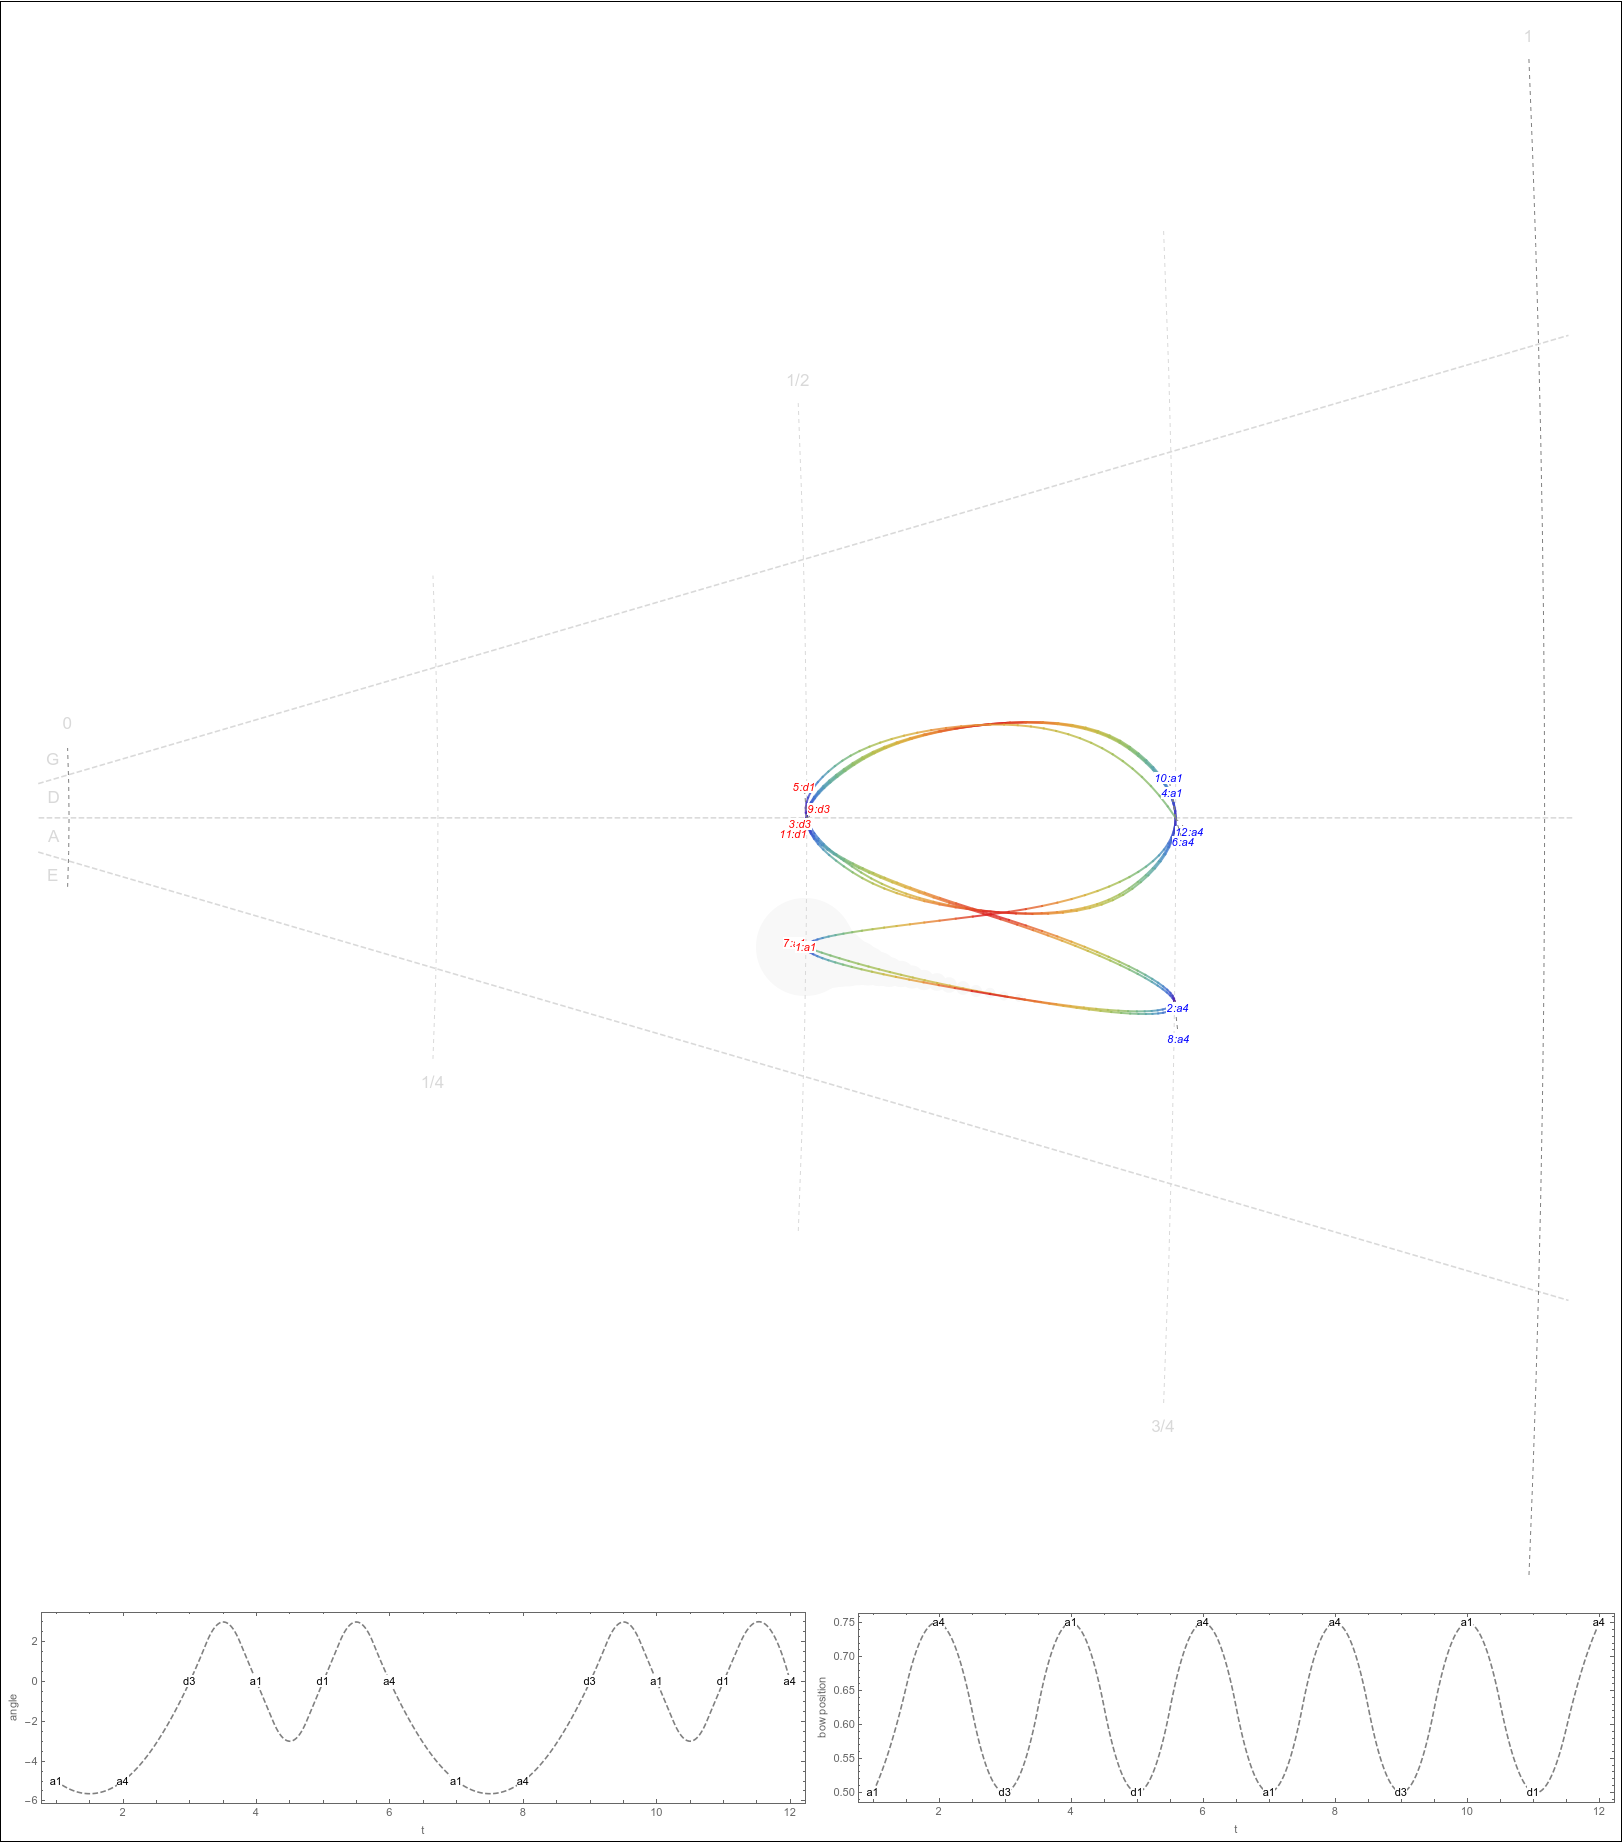 1
1/2
0
G
D
A
E
10:a1
5:d1
4:a1
9:d3
3:d3
12:a4
11:d1
6:a4
1:a1
2:a4
8:a4
1/4
3/4
angle
2
0
−2
−4
−6
a1
a4
d3
a1
d1
a4
a1
a4
d3
a1
d1
a4
2
4
6
8
10
12
t
bow position
0.75
0.70
0.65
0.60
0.55
0.50
a1
a4
d3
a1
d1
a4
a1
a4
d3
a1
d1
a4
2
4
6
8
10
12
t